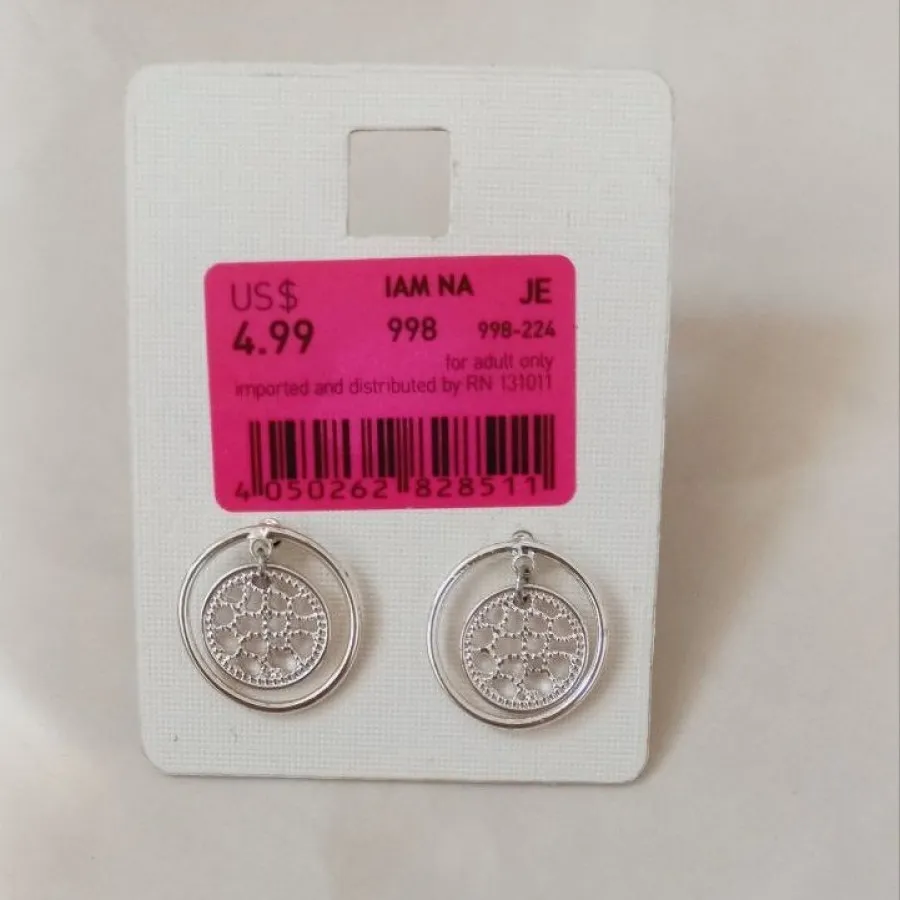 US$ IAM NA JE
4.99 998 998-224
for adult only
imported and distributed by RN 131011
4 050262 828511